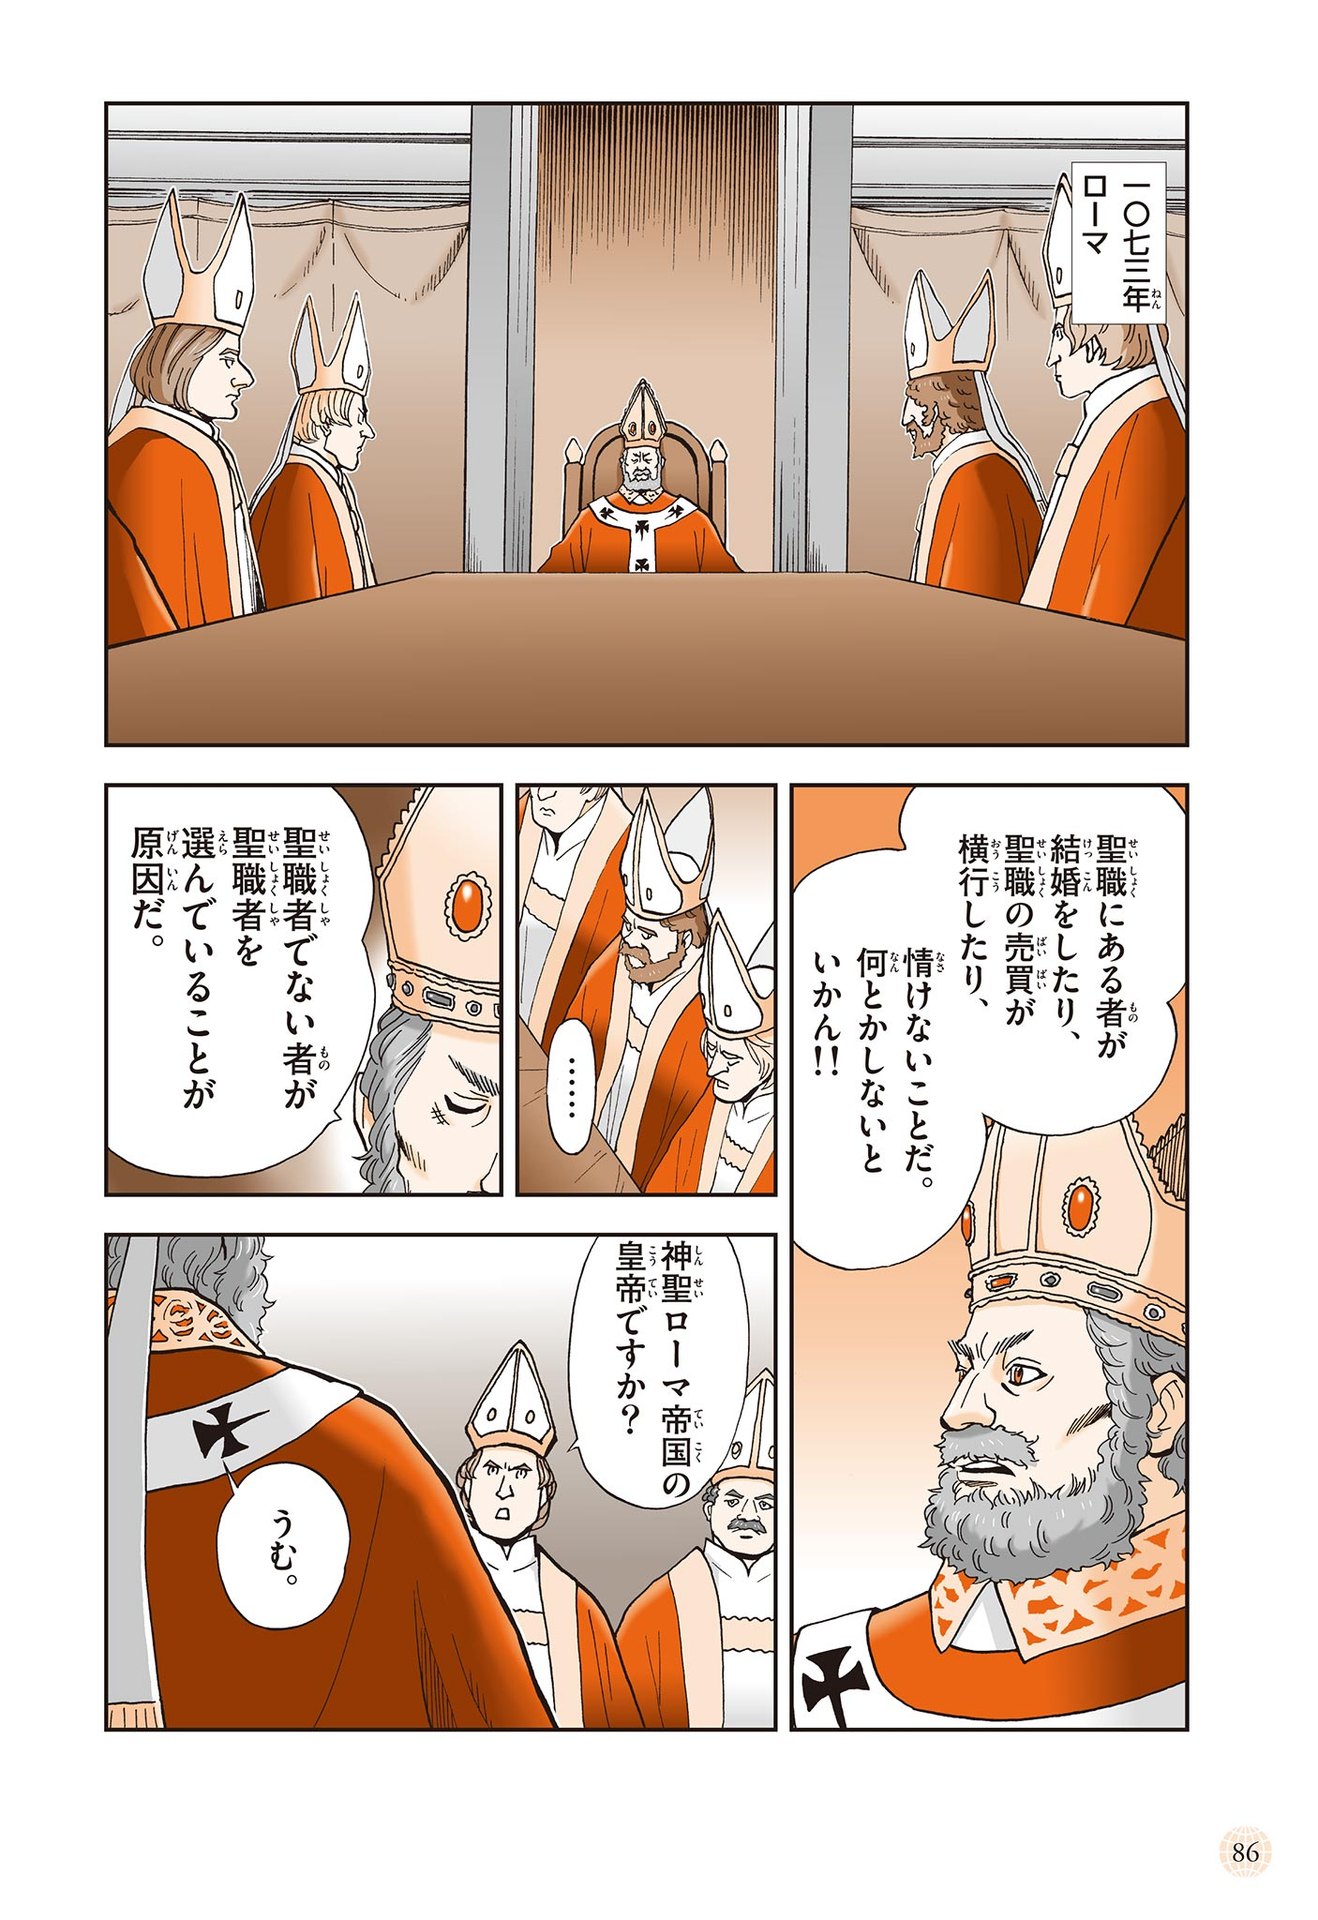 一〇七三年
ローマ
聖職にある者が
結婚をしたり、
聖職の売買が
横行したり、
情けないことだ。
何とかしないと
いかん!!
……
聖職者でない者が
聖職者を
選んでいることが
原因だ。
神聖ローマ帝国の
皇帝ですか？
うむ。
86